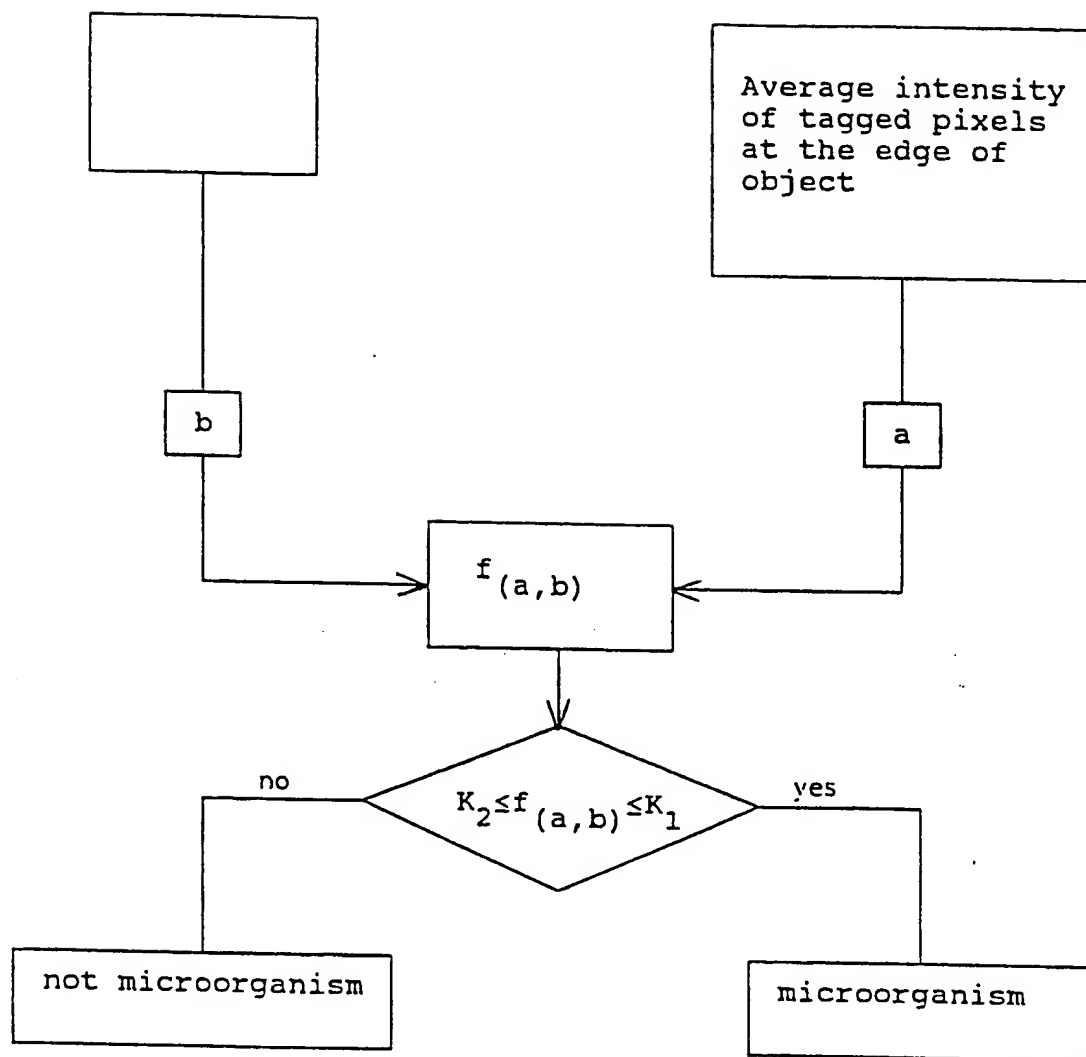 Average intensity
of tagged pixels
at the edge of
object
b
a
f(a,b)
no
K2≤f(a,b)≤K1
yes
not microorganism
microorganism